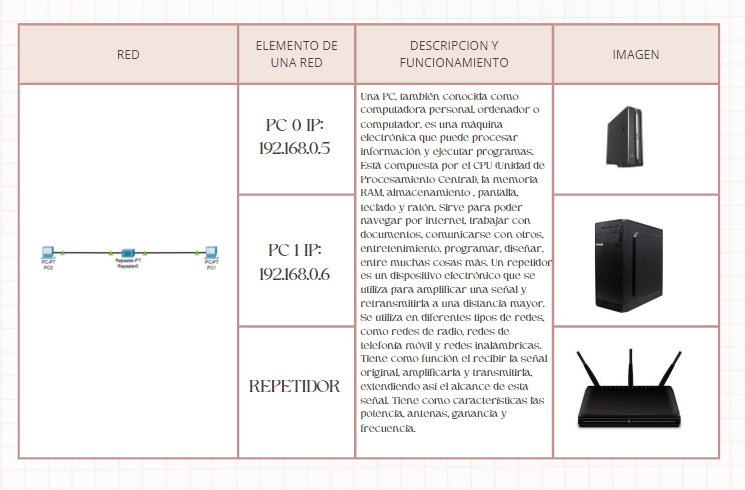 RED
ELEMENTO DE
UNA RED
DESCRIPCION Y
FUNCIONAMIENTO
IMAGEN
PC-PT
PC0
Repeater-PT
Repeater0
PC-PT
PC1
PC 0 IP:
192.168.0.5
PC 1 IP:
192.168.0.6
REPETIDOR
Una PC, también conocida como
computadora personal, ordenador o
computador, es una máquina
electrónica que puede procesar
información y ejecutar programas.
Está compuesta por el CPU (Unidad de
Procesamiento Central), la memoria
RAM, almacenamiento , pantalla,
teclado y ratón. Sirve para poder
navegar por internet, trabajar con
documentos, comunicarse con otros,
entretenimiento, programar, diseñar,
entre muchas cosas más. Un repetidor
es un dispositivo electrónico que se
utiliza para amplificar una señal y
retransmitirla a una distancia mayor.
Se utiliza en diferentes tipos de redes,
como redes de radio, redes de
telefonía móvil y redes inalámbricas.
Tiene como función el recibir la señal
original, amplificarla y transmitirla,
extendiendo así el alcance de esta
señal. Tiene como características las
potencia, antenas, ganancia y
frecuencia.